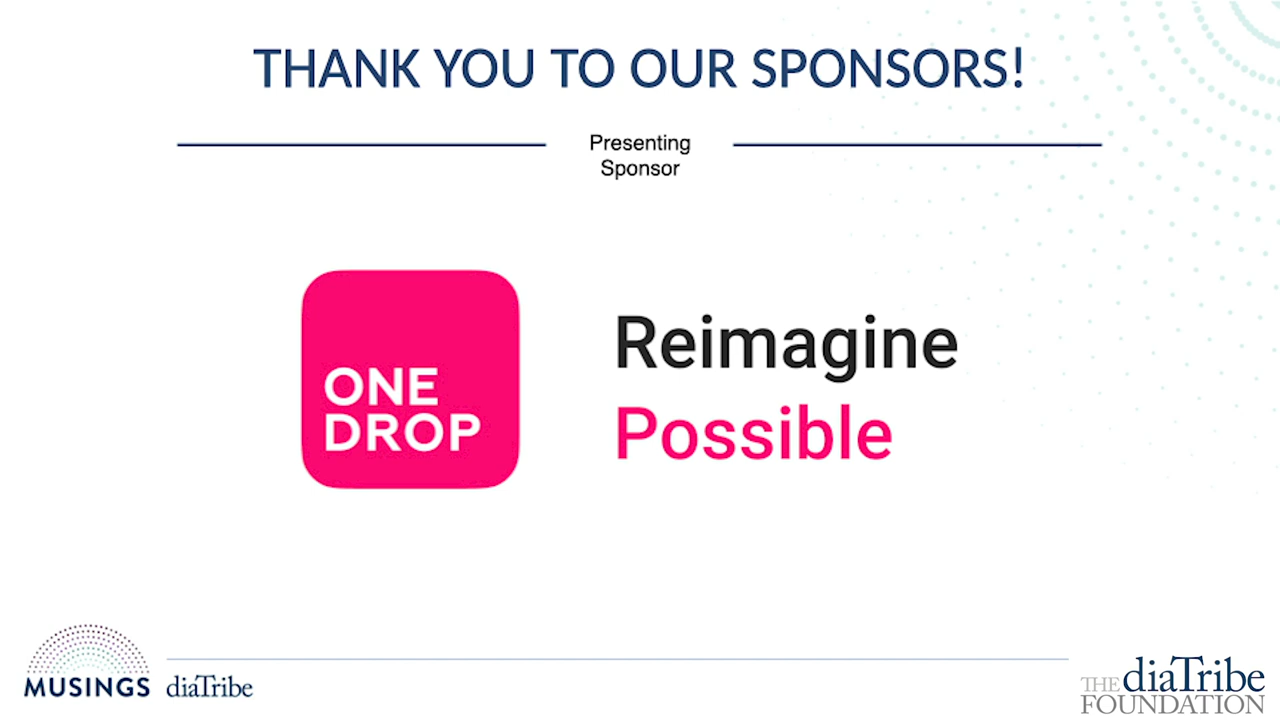 THANK YOU TO OUR SPONSORS!
Presenting
Sponsor
ONE
DROP
Reimagine
Possible
MUSINGS diaTribe
THE diaTribe
FOUNDATION